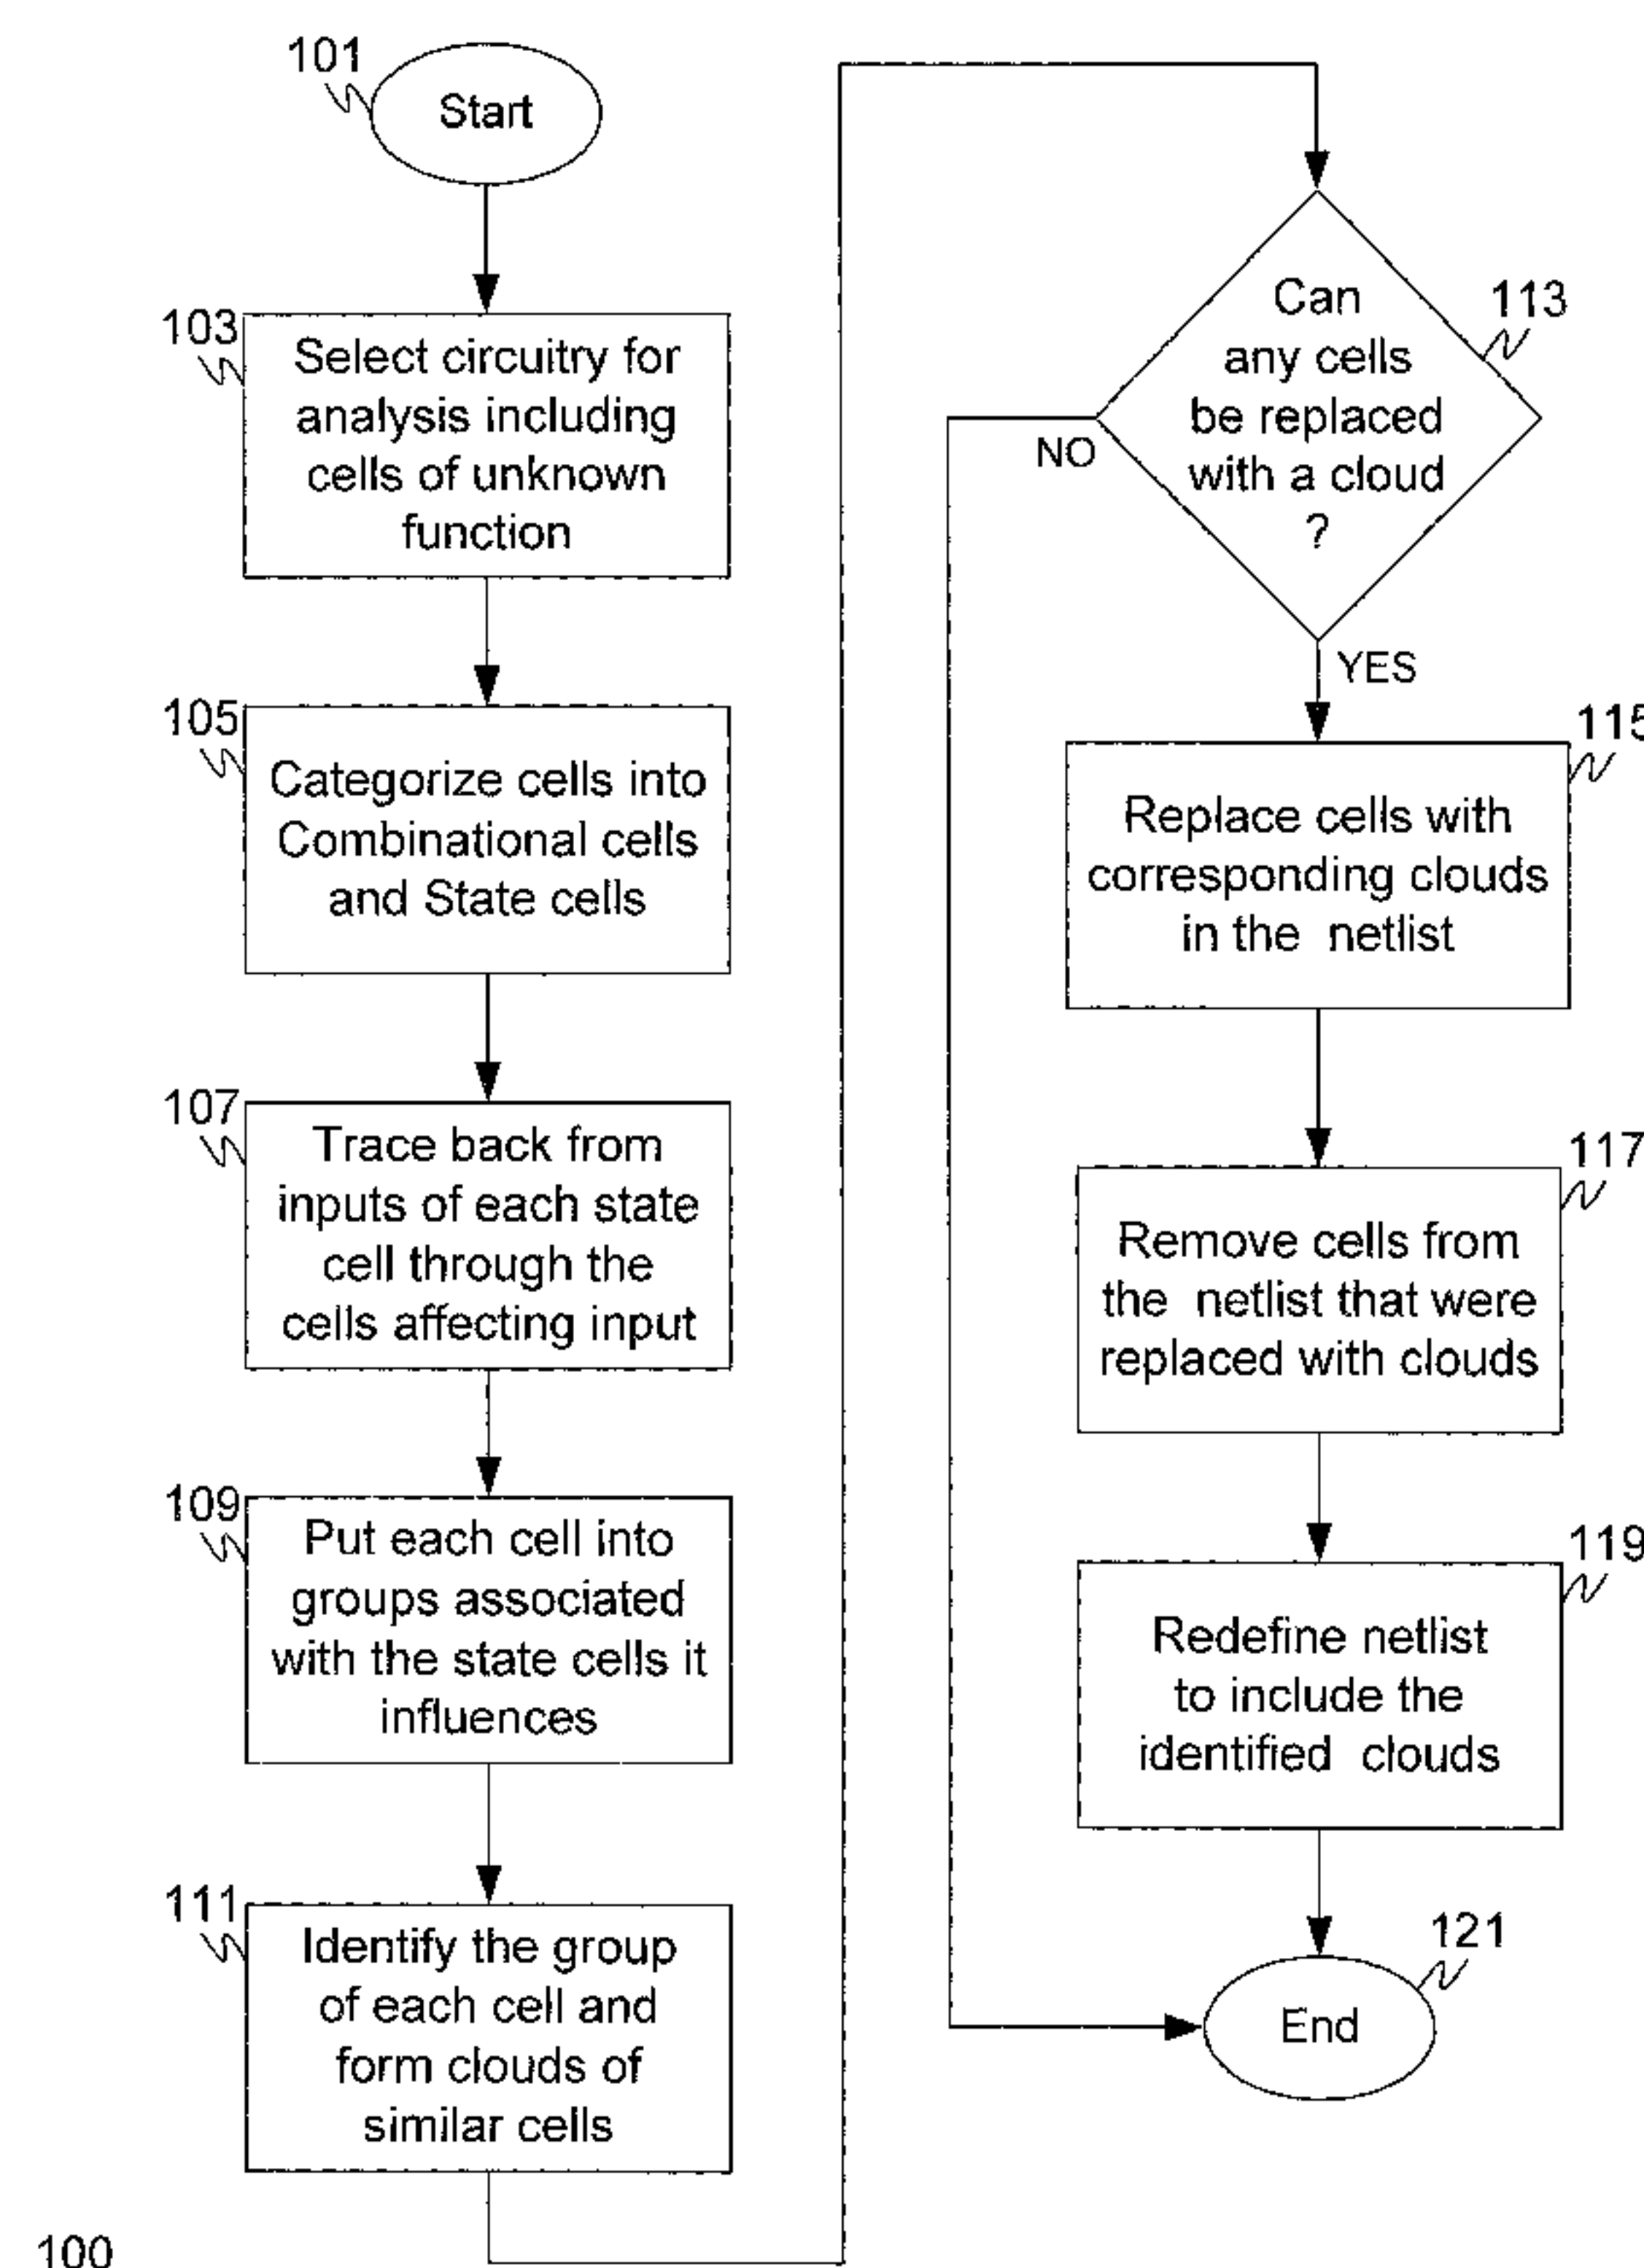 101
Start
103
Select circuitry for
analysis including
cells of unknown
function
105
Categorize cells into
Combinational cells
and State cells
107
Trace back from
inputs of each state
cell through the
cells affecting input
109
Put each cell into
groups associated
with the state cells it
influences
111
Identify the group
of each cell and
form clouds of
similar cells
100
113
Can
any cells
be replaced
with a cloud
?
NO
YES
115
Replace cells with
corresponding clouds
in the netlist
117
Remove cells from
the netlist that were
replaced with clouds
119
Redefine netlist
to include the
identified clouds
121
End